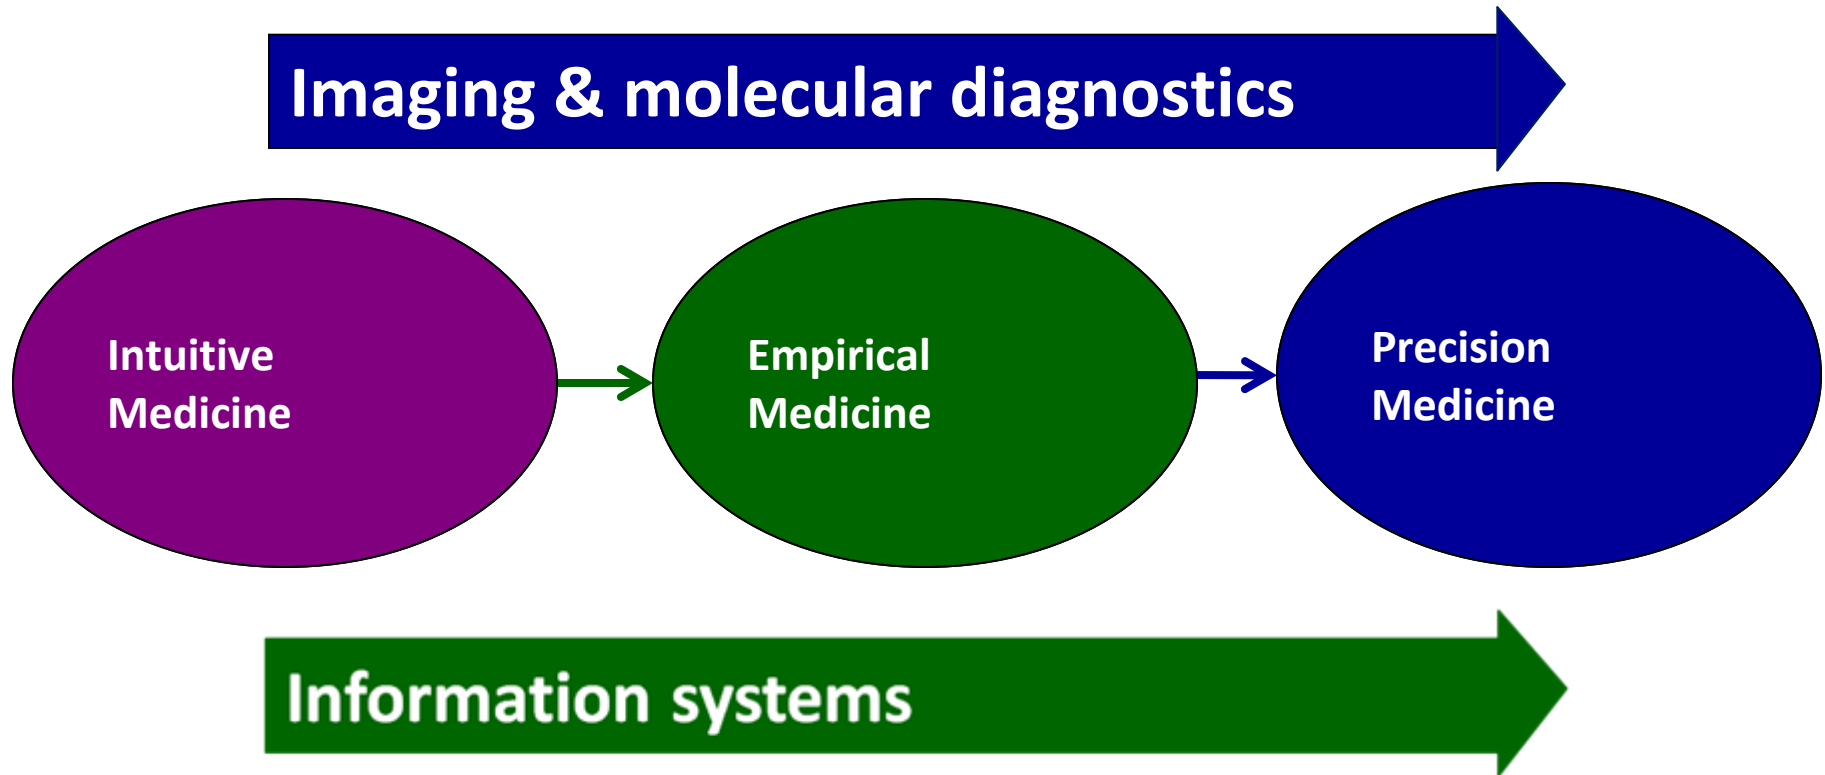 Imaging & molecular diagnostics
Intuitive
Medicine
Empirical
Medicine
Precision
Medicine
Information systems